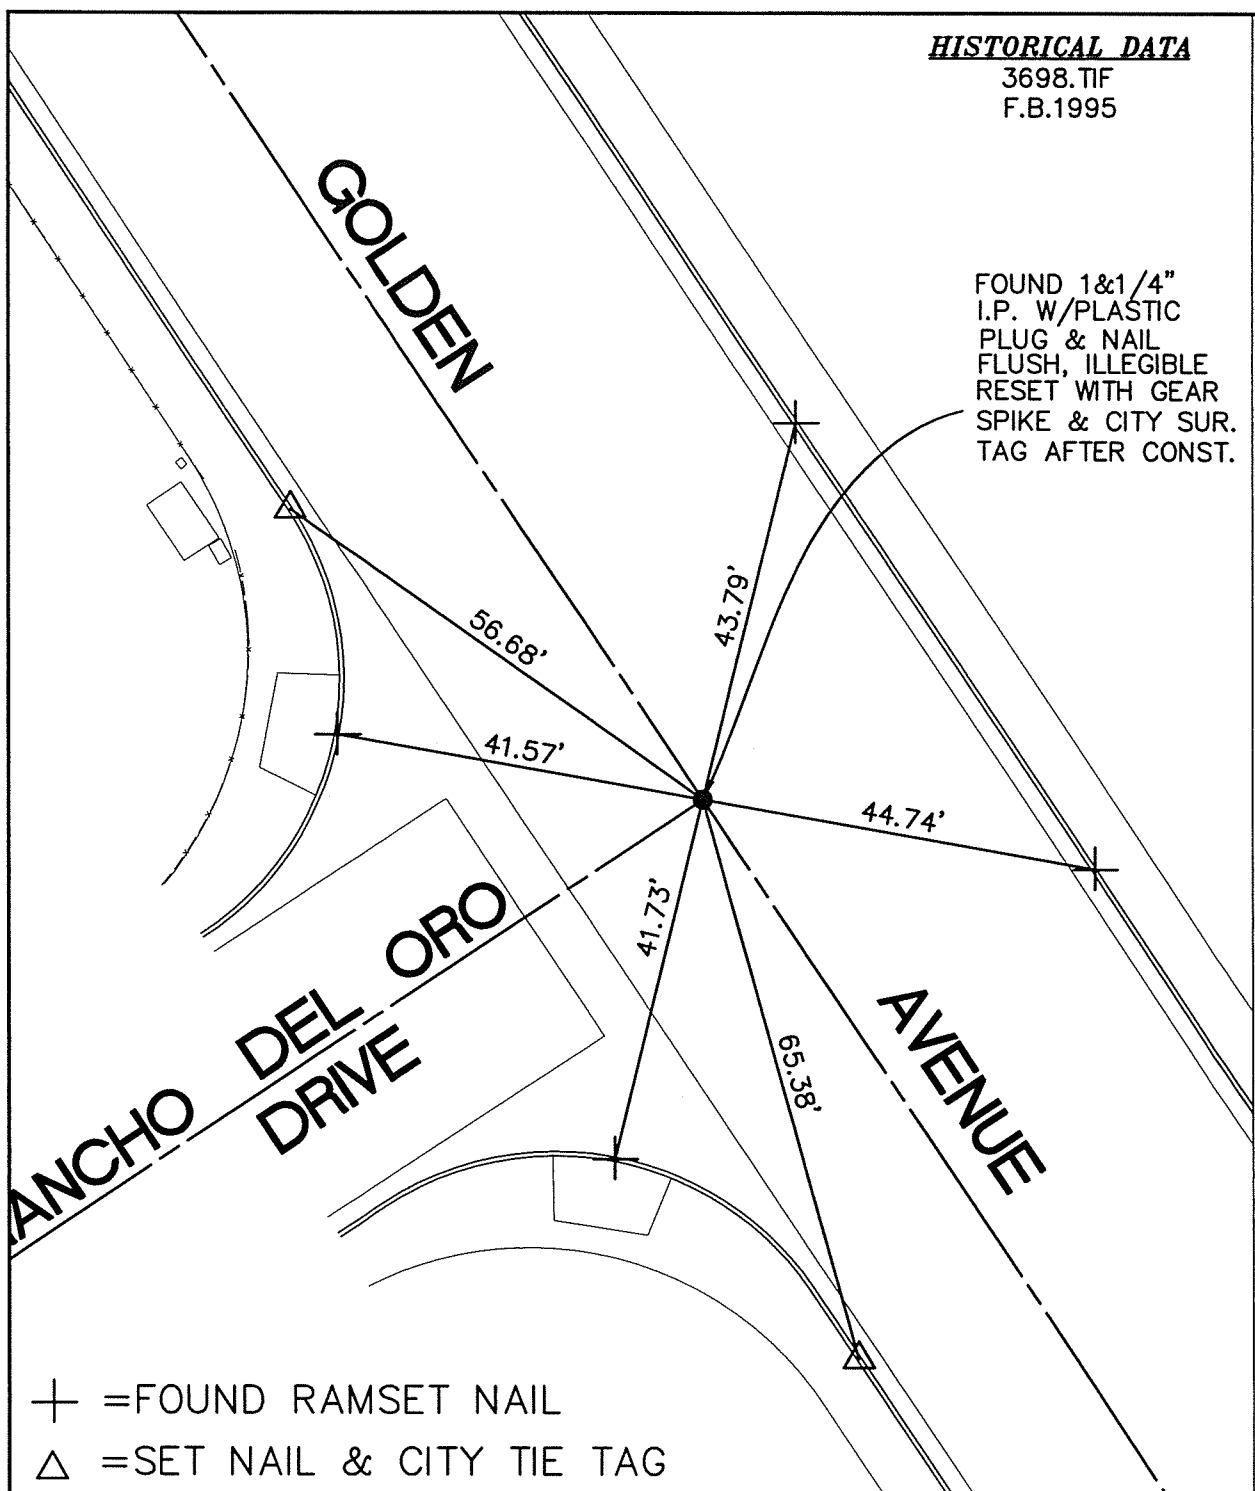 HISTORICAL DATA
3698.TIF
F.B.1995
GOLDEN
FOUND 1&1/4"
I.P. W/PLASTIC
PLUG & NAIL
FLUSH, ILLEGIBLE
RESET WITH GEAR
SPIKE & CITY SUR.
TAG AFTER CONST.
43.79'
56.68'
41.57'
44.74'
41.73'
65.38'
AVENUE
ANCHO DEL ORO
DRIVE
=FOUND RAMSET NAIL
=SET NAIL & CITY TIE TAG